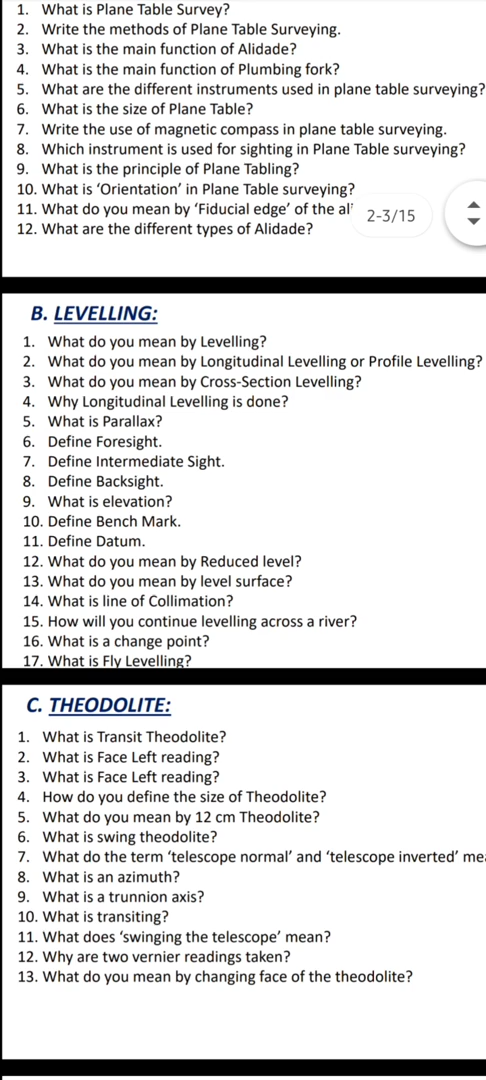 1. What is Plane Table Survey?
2. Write the methods of Plane Table Surveying.
3. What is the main function of Alidade?
4. What is the main function of Plumbing fork?
5. What are the different instruments used in plane table surveying?
6. What is the size of Plane Table?
7. Write the use of magnetic compass in plane table surveying.
8. Which instrument is used for sighting in Plane Table surveying?
9. What is the principle of Plane Tabling?
10. What is ‘Orientation’ in Plane Table surveying?
11. What do you mean by ‘Fiducial edge’ of the
2-3/15
12. What are the different types of Alidade?
B. LEVELLING:
1. What do you mean by Levelling?
2. What do you mean by Longitudinal Levelling or Profile Levelling?
3. What do you mean by Cross-Section Levelling?
4. Why Longitudinal Levelling is done?
5. What is Parallax?
6. Define Foresight.
7. Define Intermediate Sight.
8. Define Backsight.
9. What is elevation?
10. Define Bench Mark.
11. Define Datum.
12. What do you mean by Reduced level?
13. What do you mean by level surface?
14. What is line of Collimation?
15. How will you continue levelling across a river?
16. What is a change point?
17. What is Fly Levelling?
C. THEODOLITE:
1. What is Transit Theodolite?
2. What is Face Left reading?
3. What is Face Left reading?
4. How do you define the size of Theodolite?
5. What do you mean by 12 cm Theodolite?
6. What is swing theodolite?
7. What do the term ‘telescope normal’ and ‘telescope inverted’
8. What is an azimuth?
9. What is a trunnion axis?
10. What is transiting?
11. What does ‘swinging the telescope’ mean?
12. Why are two vernier readings taken?
13. What do you mean by changing face of the theodolite?